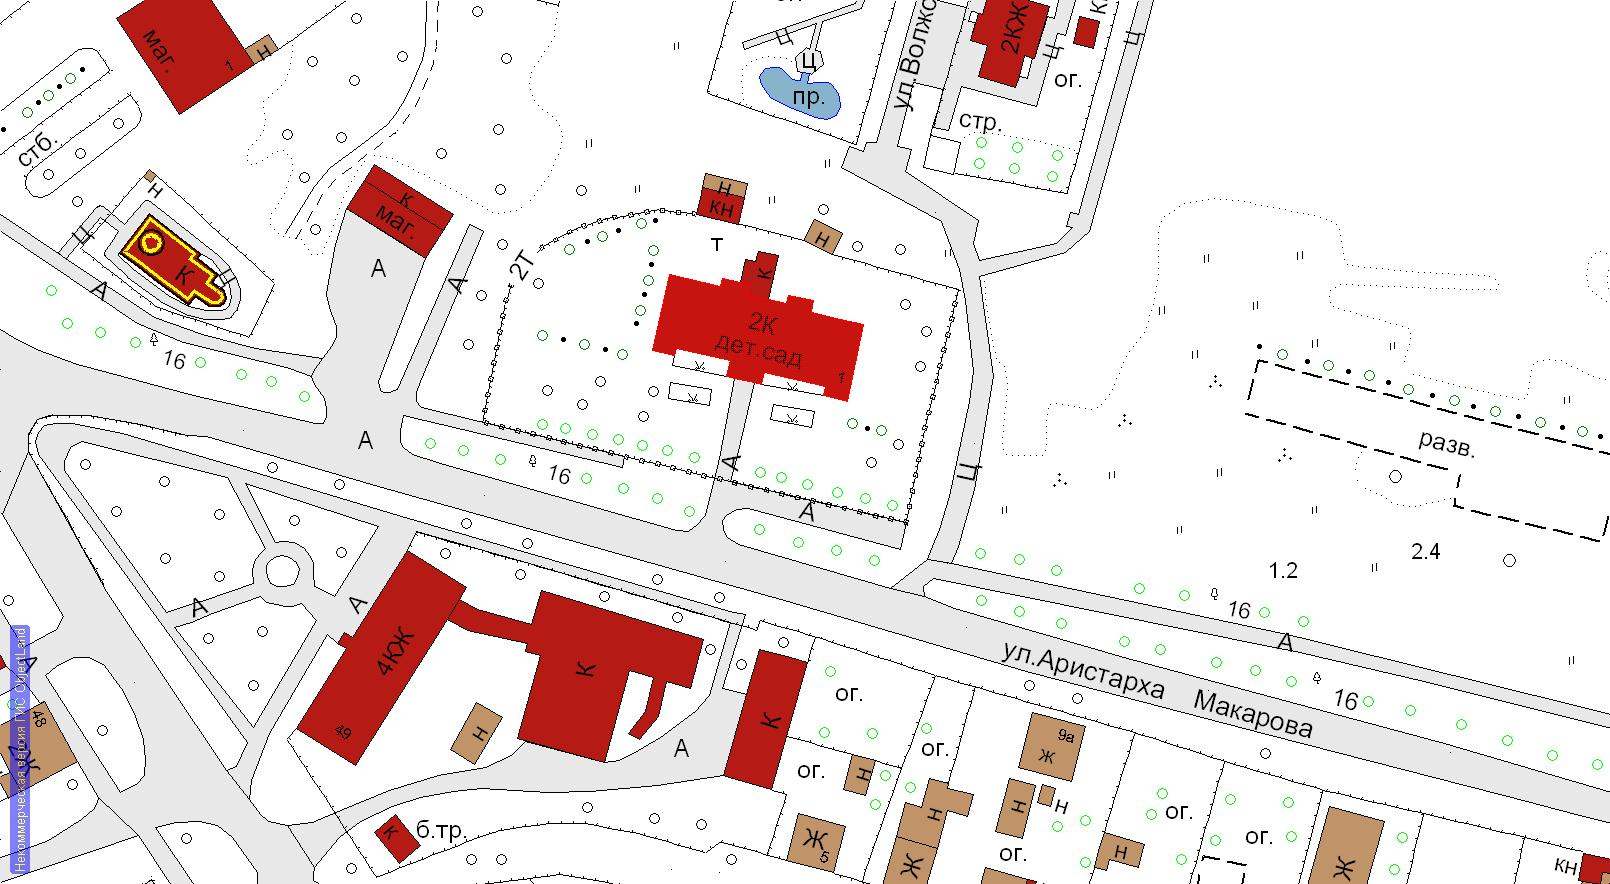 маг.
1
Н
стб.
Н
Ц
К
Ц
А
16
К
маг.
А
А
2Т
Ц
Ц
пр.
ул.Волжс
2КЖ
Ц
ог.
Ц
стр.
Н
КН
Т
Н
К
2К
дет.сад
1
А
16
А
А
Ц
разв.
2.4
1.2
16
А
16
ул.Аристарха Макарова
А
А
4КЖ
49
К
Н
А
К
К
б.тр.
А
48
Ж
ог.
ог.
Н
Ж
5
ог.
Н
Ж
9а
Ж
Н
Н
ог.
Н
ог.
ог.
Ж
КН
Некоммерческая версия ГИС ObjectLand